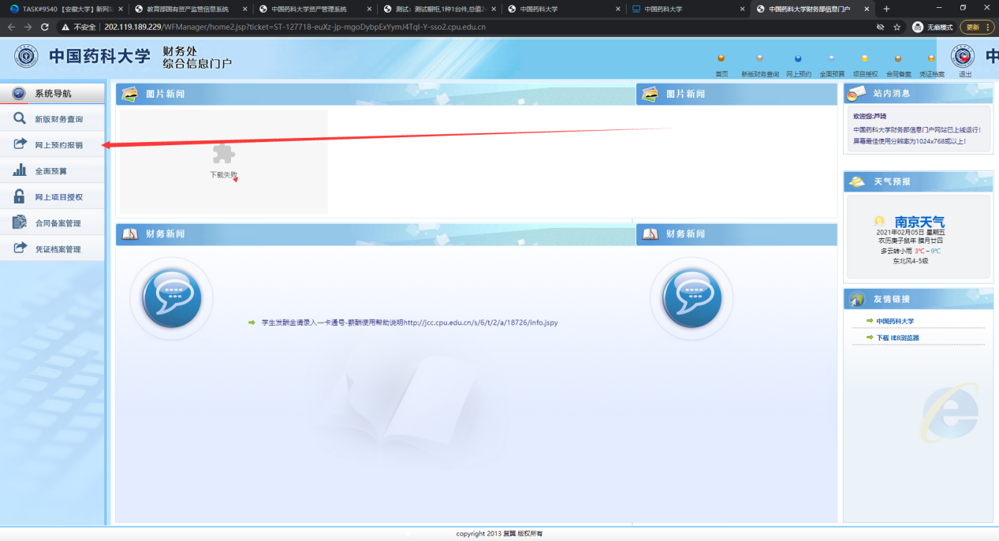 TASK#9540 【安徽大学】新网站
教育部国有资产监管信息系统
中国药科大学资产管理系统
测试：测试橱柜,1种1台件,总值2
中国药科大学
中国药科大学
中国药科大学财务部信息门户
不安全 202.119.189.229/WFManager/home2.jsp?ticket=ST-127718-euXz-jp-mgoDybpExYymJ4TqI-Y-sso2.cpu.edu.cn
无痕模式
更新
中国药科大学
财务处
综合信息门户
首页 新版财务查询 网上预约 全面预算 项目授权 合同备案 凭证档案 退出
中
系统导航
新版财务查询
网上预约报销
全面预算
网上项目授权
合同备案管理
凭证档案管理
图片新闻
图片新闻
下载失败
财务新闻
财务新闻
学生发酬金请录入一卡通号-薪酬使用帮助说明http://jcc.cpu.edu.cn/s/6/t/2/a/18726/info.jspy
站内消息
欢迎您:芦琦
中国药科大学财务部信息门户网站已上线运行!
屏幕最佳使用分辨率为1024x768或以上!
天气预报
南京天气
2021年02月05日 星期五
农历庚子鼠年 腊月廿四
多云转小雨 3℃～9℃
东北风4-5级
友情链接
中国药科大学
下载 IE8浏览器
copyright 2013 复翼 版权所有